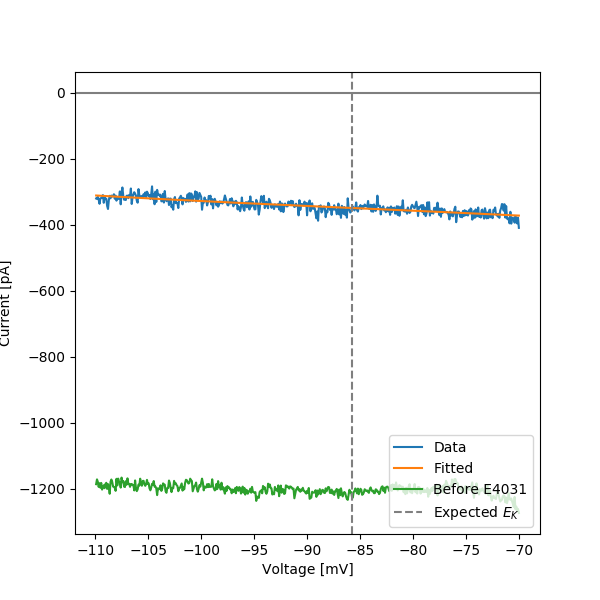 0
−200
−400
−600
−800
−1000
−1200
Current [pA]
Data
Fitted
Before E4031
Expected E_K
−110
−105
−100
−95
−90
−85
−80
−75
−70
Voltage [mV]